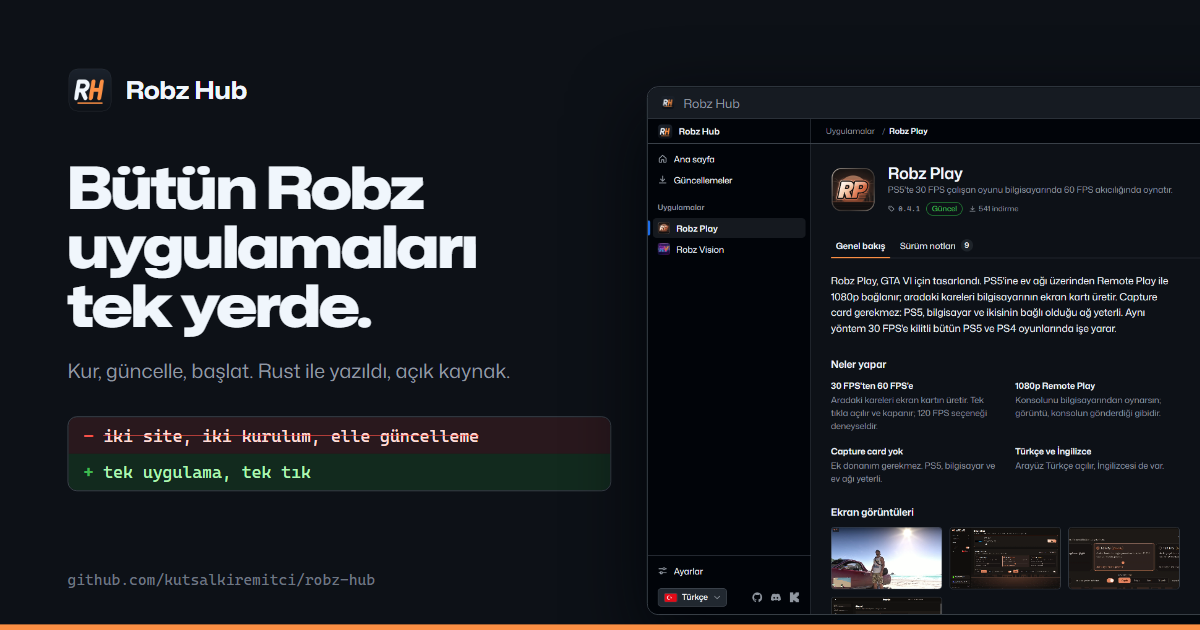 RH Robz Hub
Bütün Robz
uygulamaları
tek yerde.
Kur, güncelle, başlat. Rust ile yazıldı, açık kaynak.
- iki site, iki kurulum, elle güncelleme
+ tek uygulama, tek tık
github.com/kutsalkiremitci/robz-hub
RH Robz Hub
RH Robz Hub
Ana sayfa
Güncellemeler
Uygulamalar
Robz Play
Robz Vision
Ayarlar
Türkçe
Uygulamalar / Robz Play
RP
Robz Play
PS5'te 30 FPS çalışan oyunu bilgisayarında 60 FPS akıcılığında oynatır.
0.4.1 Güncel 541 indirme
Genel bakış Sürüm notları 9
Robz Play, GTA VI için tasarlandı. PS5'ine ev ağı üzerinden Remote Play ile
1080p bağlanır; aradaki kareleri bilgisayarının ekran kartı üretir. Capture
card gerekmez: PS5, bilgisayar ve ikisinin bağlı olduğu ağ yeterli. Aynı
yöntem 30 FPS'e kilitli bütün PS5 ve PS4 oyunlarında işe yarar.
Neler yapar
30 FPS'ten 60 FPS'e
Aradaki kareleri ekran kartın üretir. Tek
tıkla açılır ve kapanır; 120 FPS seçeneği
deneyseldir.
1080p Remote Play
Konsolunu bilgisayarından oynarsın;
görüntü, konsolun gönderdiği gibidir.
Capture card yok
Ek donanım gerekmez. PS5, bilgisayar ve
ev ağı yeterli.
Türkçe ve İngilizce
Arayüz Türkçe açılır, İngilizcesi de var.
Ekran görüntüleri